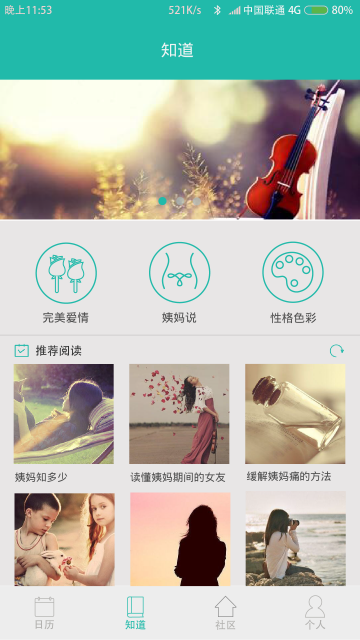 晚上11:53 521K/s 中国联通 4G 80%
知道
完美爱情 姨妈说 性格色彩
推荐阅读
姨妈知多少 读懂姨妈期间的女友 缓解姨妈痛的方法
日历 知道 社区 个人